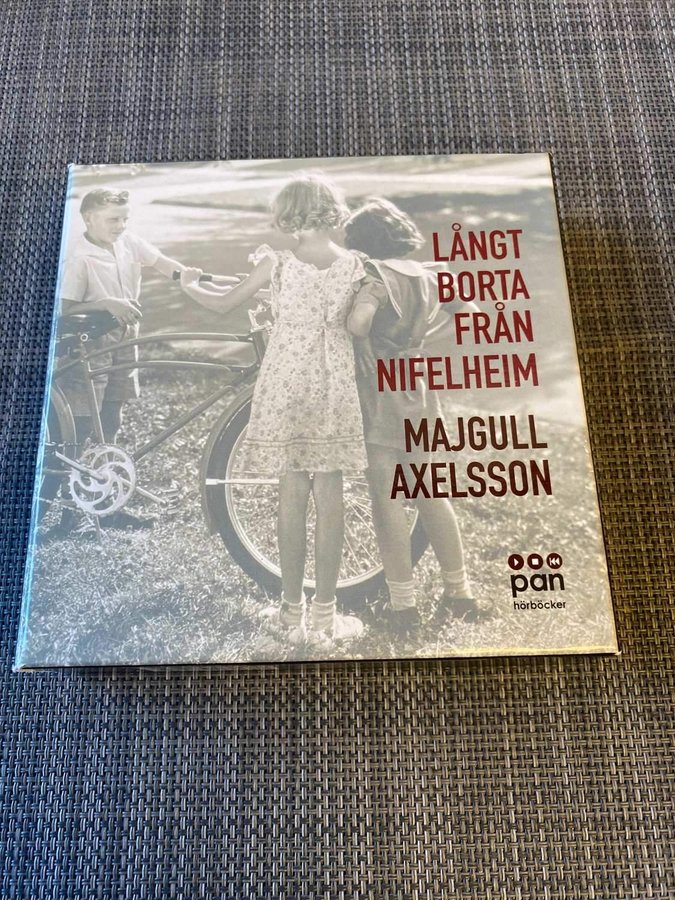 LÅNGT
BORTA
FRÅN
NIFELHEIM
MAJGULL
AXELSSON
pan
hörböcker